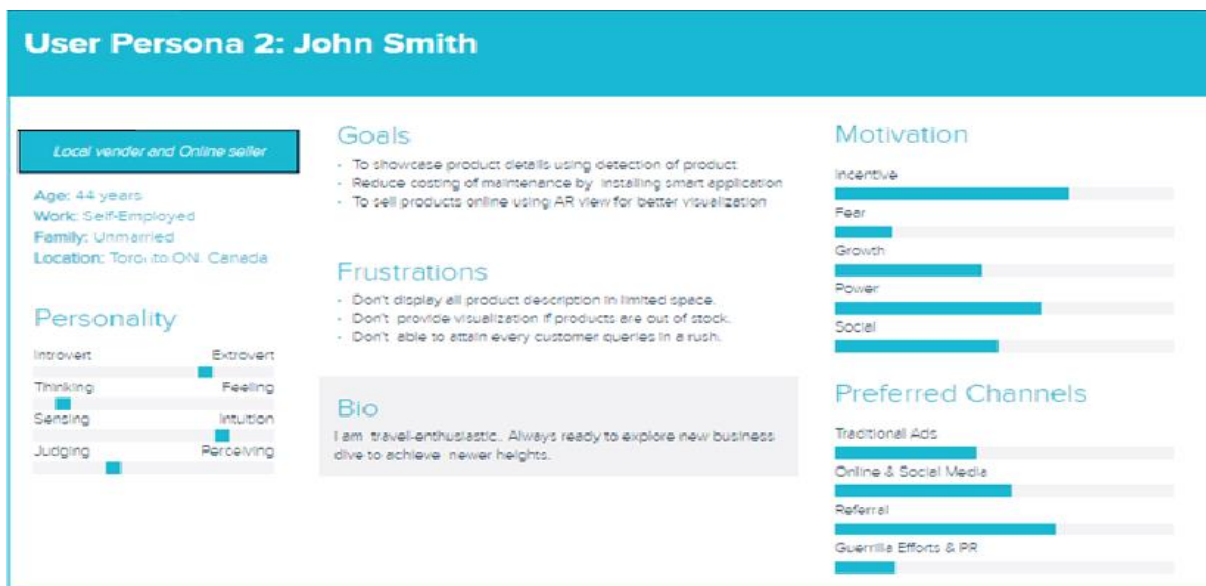 User Persona 2: John Smith
Local vender and Online seller
Age: 44 years
Work: Self-Employed
Family: Unmarried
Location: Toronto ON, Canada
Personality
Introvert Extrovert
Thinking Feeling
Sensing Intuition
Judging Perceiving
Goals
- To showcase product details using detection of product.
- Reduce costing of maintenance by installing smart application
- To sell products online using AR view for better visualization
Frustrations
- Don't display all product description in limited space.
- Don't provide visualization if products are out of stock.
- Don't able to attain every customer queries in a rush.
Bio
I am travel-enthusiastic.. Always ready to explore new business
dive to achieve newer heights.
Motivation
Incentive
Fear
Growth
Power
Social
Preferred Channels
Traditional Ads
Online & Social Media
Referral
Guerrilla Efforts & PR